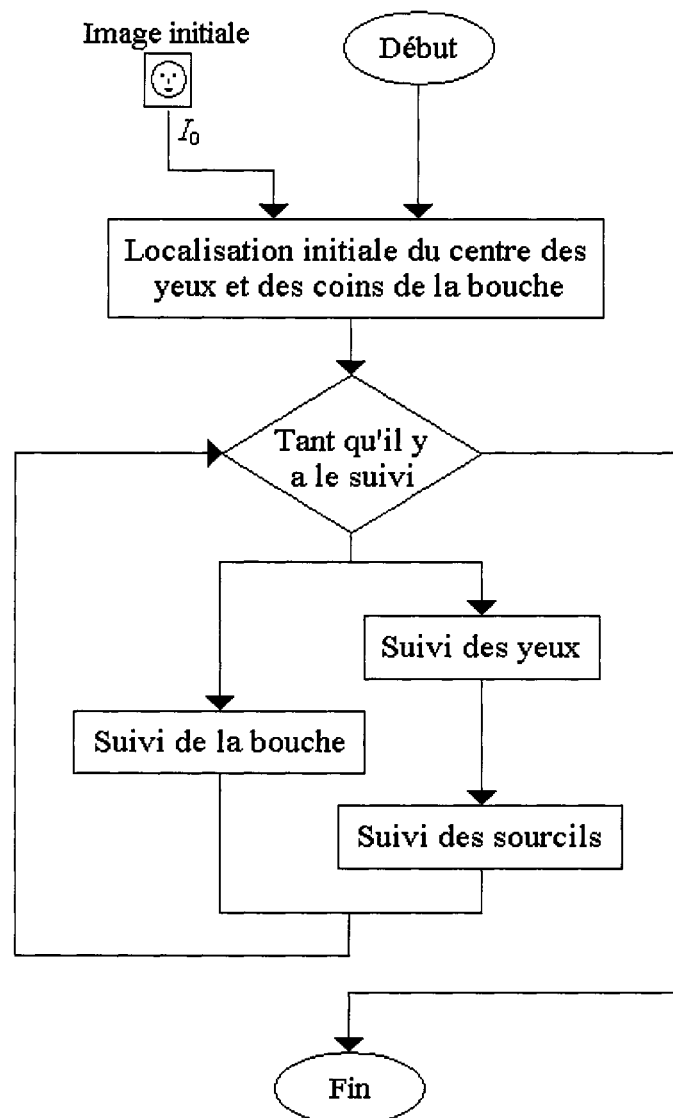 Image initiale
Début
I₀
Localisation initiale du centre des
yeux et des coins de la bouche
Tant qu'il y
a le suivi
Suivi des yeux
Suivi de la bouche
Suivi des sourcils
Fin